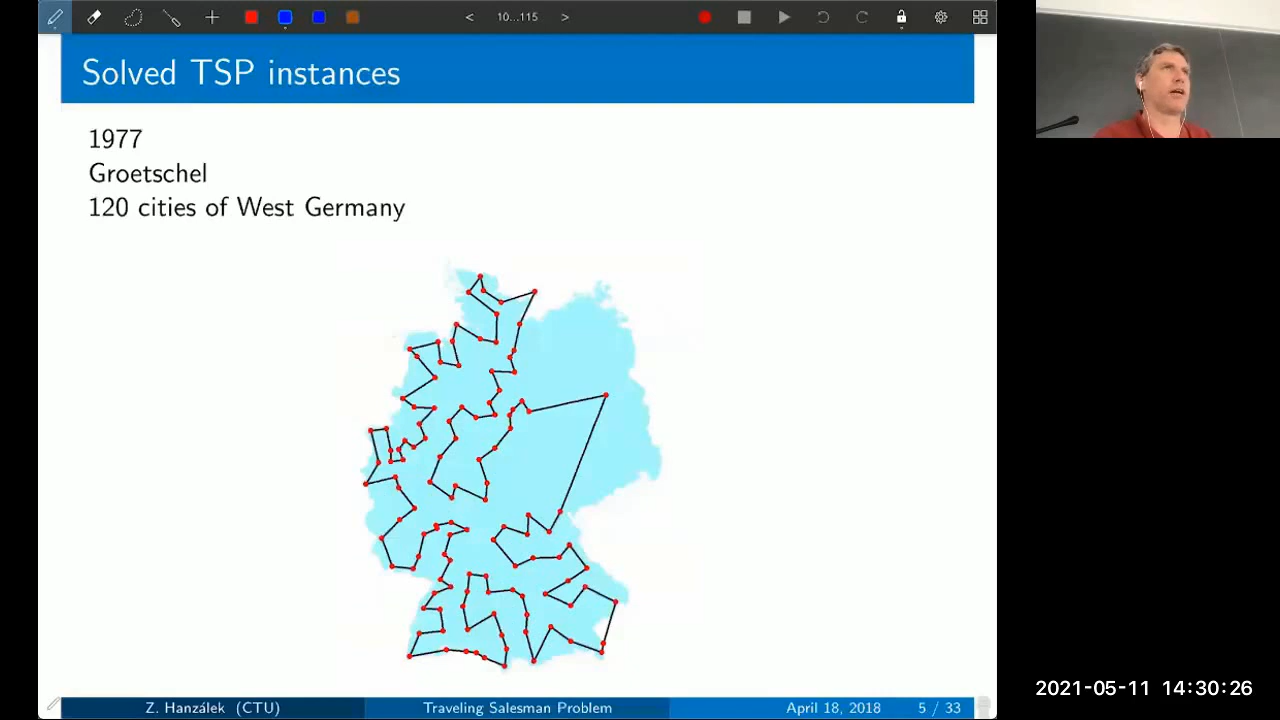 < 10...115 >
Solved TSP instances
1977
Groetschel
120 cities of West Germany
Z. Hanzálek (CTU) Traveling Salesman Problem April 18, 2018 5 / 33
2021-05-11 14:30:26